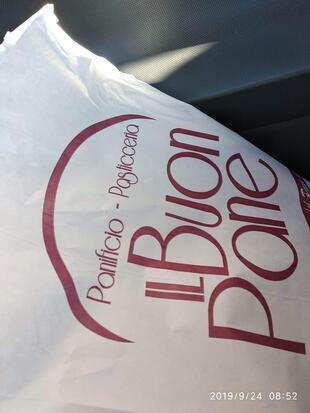 Panificio - Pasticceria
IL Buon
Pane
2019/9/24 08:52